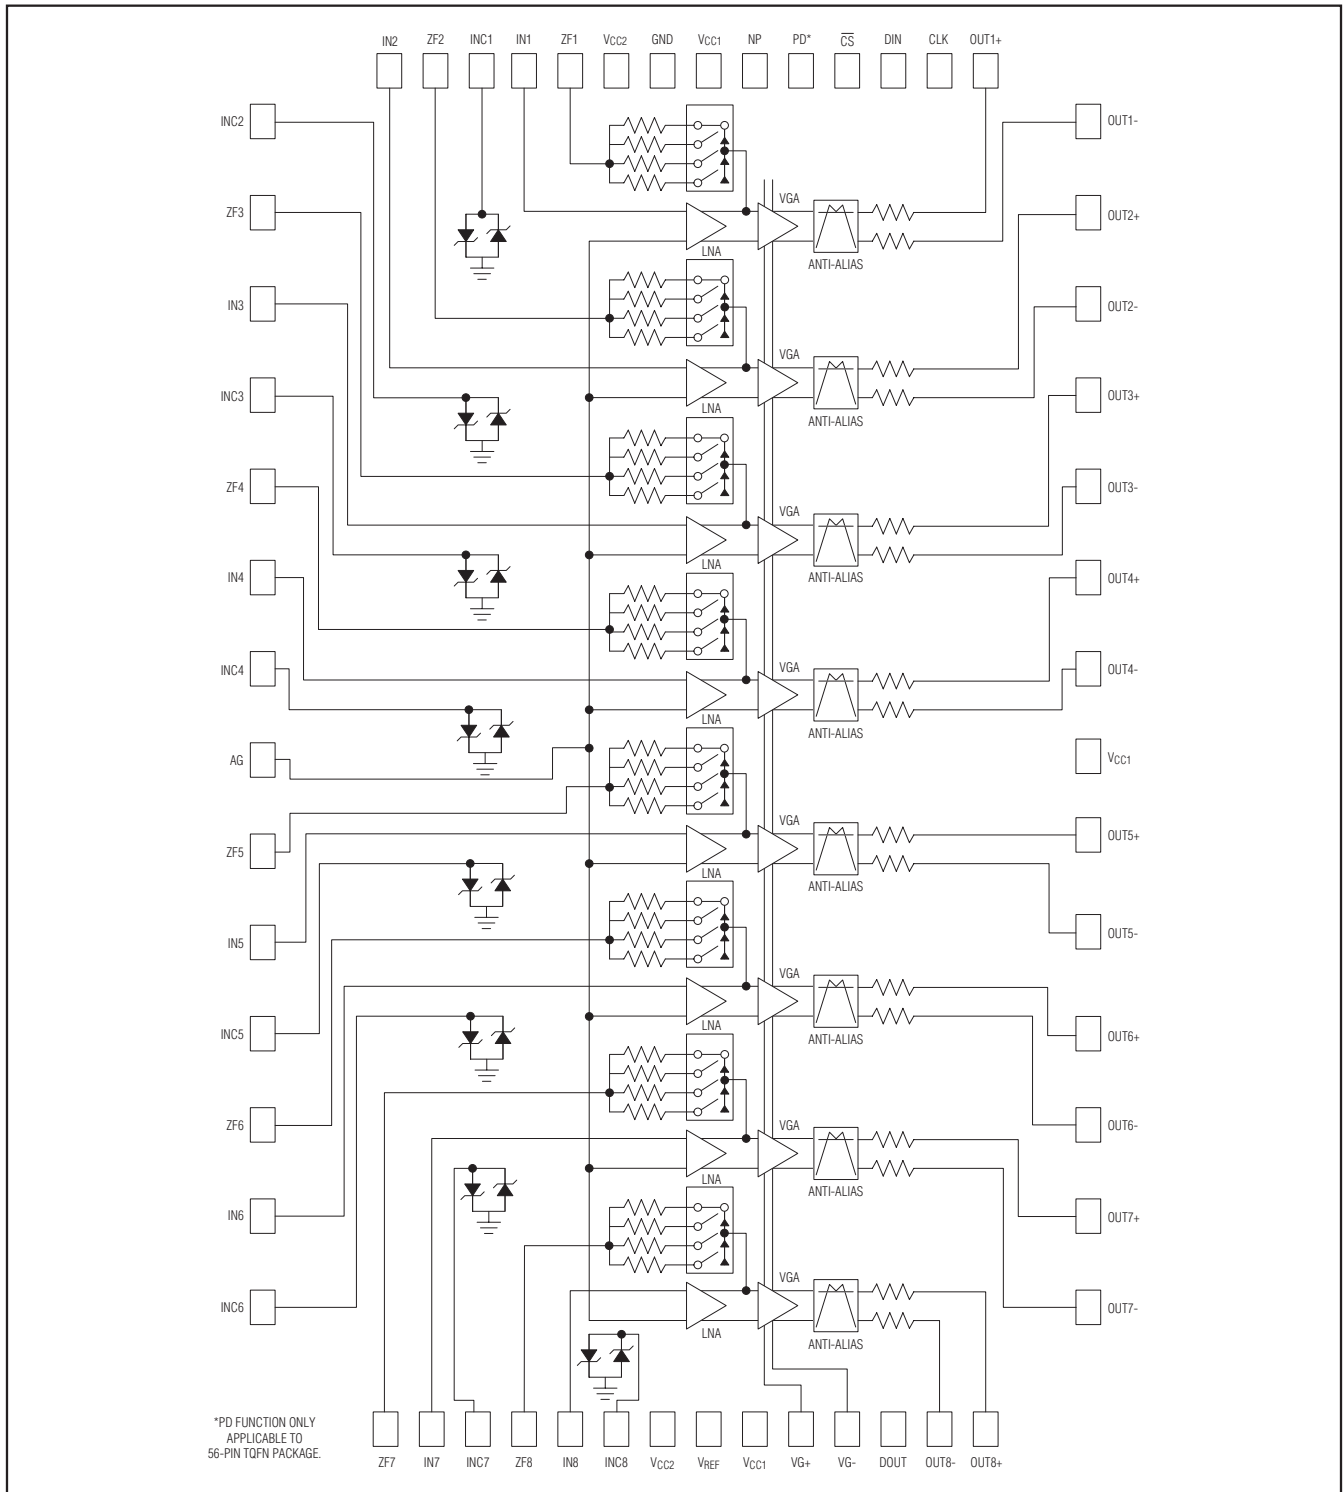 IN2 ZF2 INC1 IN1 ZF1 VCC2 GND VCC1 NP PD* CS DIN CLK OUT1+
INC2
OUT1-
ZF3
VGA
OUT2+
LNA
ANTI-ALIAS
IN3
OUT2-
VGA
INC3
OUT3+
LNA
ANTI-ALIAS
ZF4
OUT3-
VGA
IN4
OUT4+
LNA
ANTI-ALIAS
INC4
OUT4-
VGA
LNA
ANTI-ALIAS
AG
VCC1
VGA
ZF5
OUT5+
LNA
ANTI-ALIAS
IN5
OUT5-
VGA
INC5
OUT6+
LNA
ANTI-ALIAS
ZF6
OUT6-
VGA
LNA
ANTI-ALIAS
IN6
OUT7+
VGA
INC6
OUT7-
LNA
ANTI-ALIAS
*PD FUNCTION ONLY
APPLICABLE TO
56-PIN TQFN PACKAGE.
ZF7 IN7 INC7 ZF8 IN8 INC8 VCC2 VREF VCC1 VG+ VG- DOUT OUT8- OUT8+